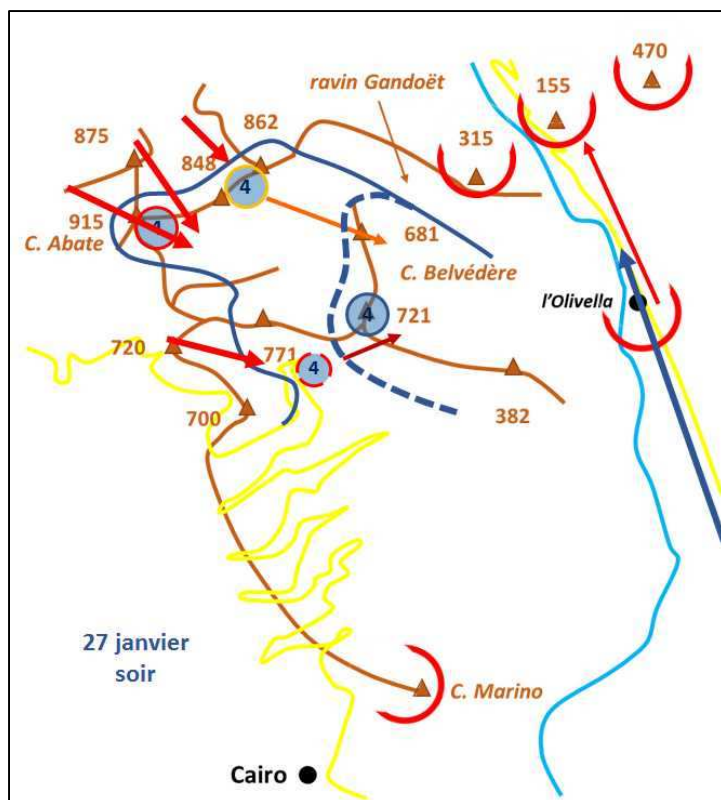 470
155
ravin Gandoët
862
875
315
848
4
915
4
C. Abate
681
C. Belvédère
l'Olivella
4
721
720
771
4
700
382
27 janvier
soir
C. Marino
Cairo